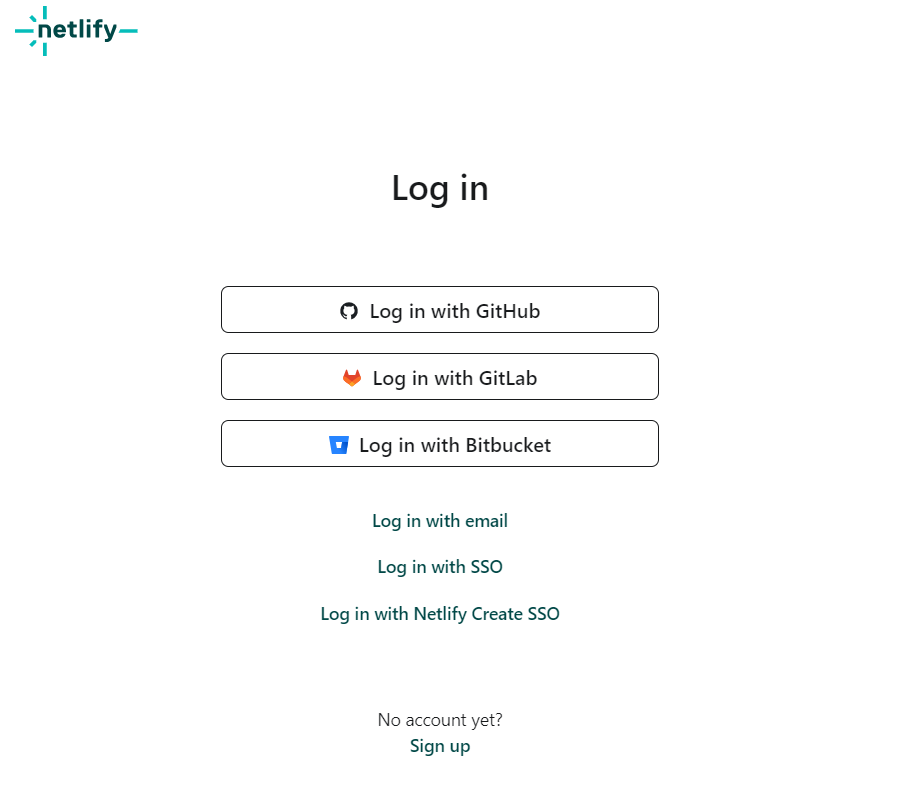 netlify
Log in
Log in with GitHub
Log in with GitLab
Log in with Bitbucket
Log in with email
Log in with SSO
Log in with Netlify Create SSO
No account yet?
Sign up